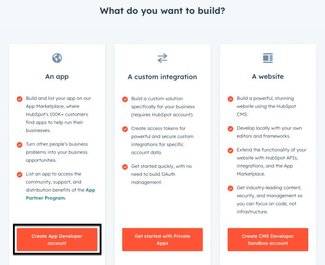 What do you want to build?
An app
Build and list your app on our
App Marketplace, where
HubSpot's 100K+ customers
find apps to help run their
businesses.
Turn other people's business
problems into your business
opportunities.
List an app to access the
community, support, and
distribution benefits of the App
Partner Program.
Create App Developer
account
A custom integration
Build a custom solution
specifically for your business
(requires HubSpot account).
Create access tokens for
powerful and secure custom
integrations for specific
account data.
Get started quickly, with no
need to build OAuth
management.
Get started with Private
Apps
A website
Build a powerful, stunning
website using the HubSpot
CMS.
Develop locally with your own
editors and frameworks.
Extend the functionality of your
website with HubSpot APIs,
integrations, and the App
Marketplace.
Get industry-leading content,
security, and management so
you can focus on code, not
infrastructure.
Create CMS Developer
Sandbox account